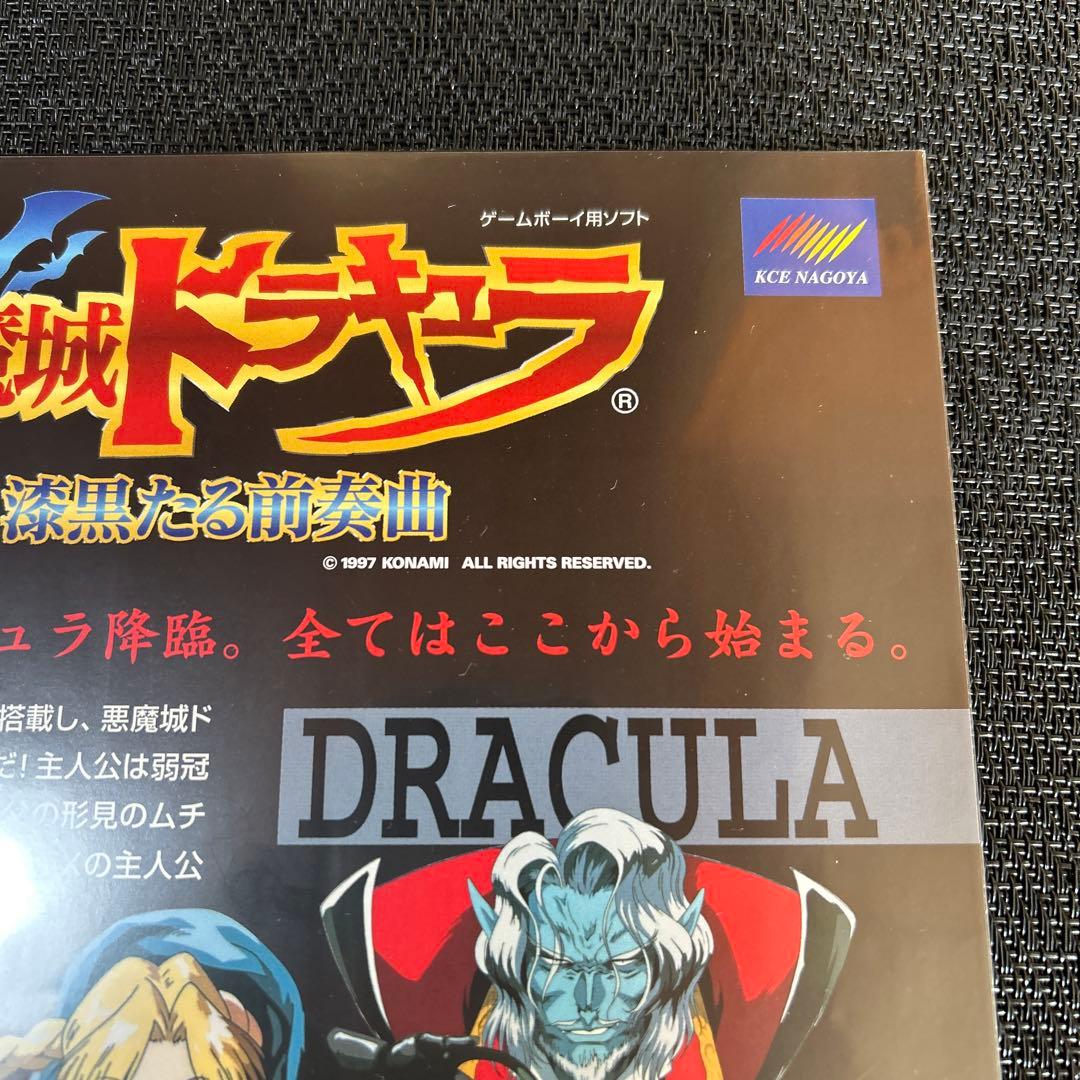 ゲームボーイ用ソフト
KCE NAGOYA
魔城ドラキュラ®
漆黒たる前奏曲
© 1997 KONAMI ALL RIGHTS RESERVED.
ュラ降臨。全てはここから始まる。
搭載し、悪魔城ド
だ!主人公は弱冠
の形見のムチ
の主人公
DRACULA